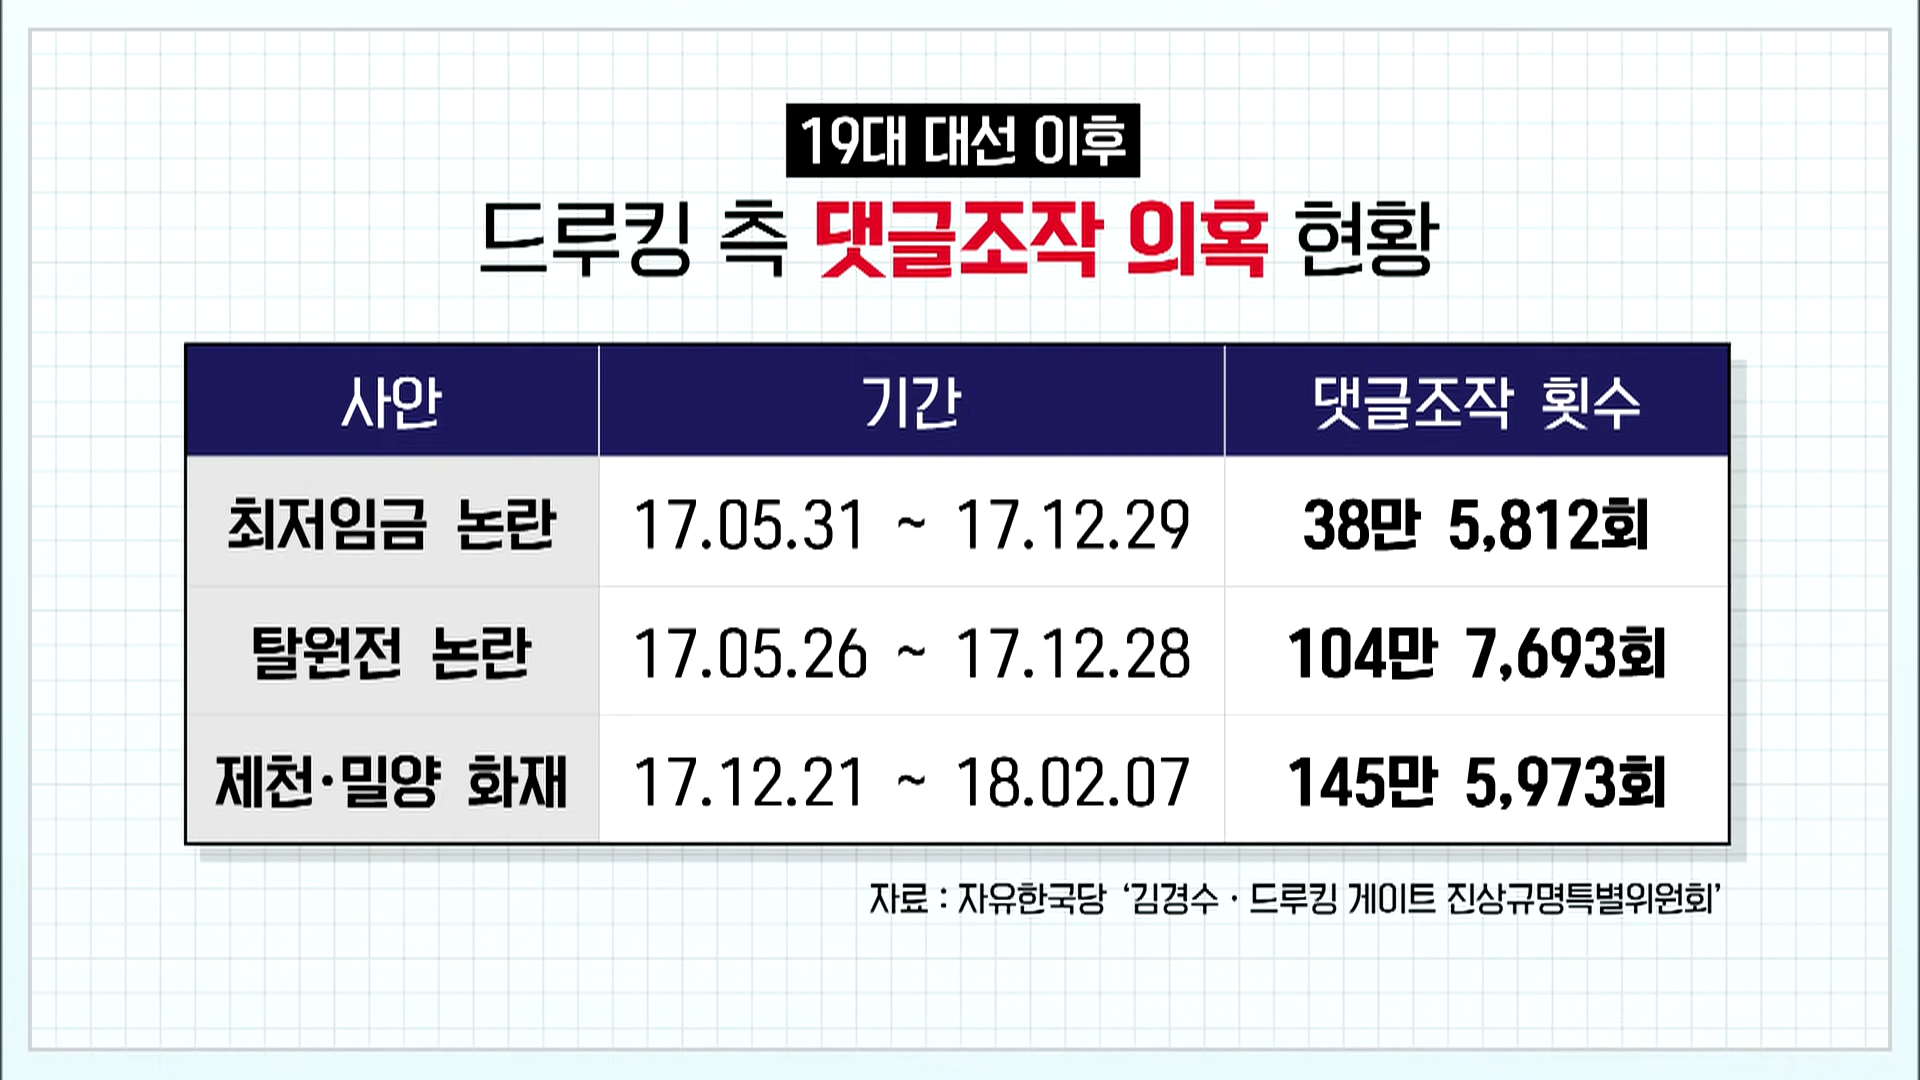 19대 대선 이후
드루킹 측 댓글조작 의혹 현황
사안 기간 댓글조작 횟수
최저임금 논란 17.05.31 ~ 17.12.29 38만 5,812회
탈원전 논란 17.05.26 ~ 17.12.28 104만 7,693회
제천·밀양 화재 17.12.21 ~ 18.02.07 145만 5,973회
자료 : 자유한국당 ‘김경수 · 드루킹 게이트 진상규명특별위원회’